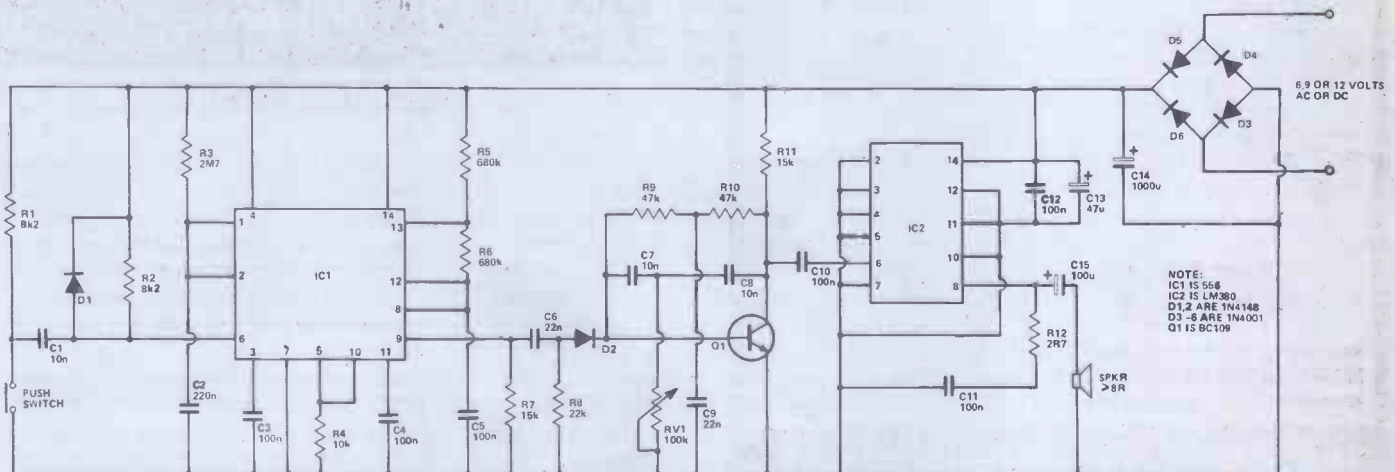 D5
D4
6,9 OR 12 VOLTS
AC OR DC
D6
D3
R3
2M7
R5
680k
R11
15k
C14
1000u
R1
8k2
4
14
1
13
IC1
R6
680k
R9
47k
R10
47k
2
14
3
12
4
5
11
IC2
6
10
7
8
C12
100n
C13
47u
D1
R2
8k2
2
12
8
6
9
C7
10n
C8
10n
C10
100n
C15
100u
NOTE:
IC1 IS 556
IC2 IS LM380
D1,2 ARE 1N4148
D3 -6 ARE 1N4001
Q1 IS BC109
C1
10n
C6
22n
D2
Q1
R12
2R7
3
7
5
10
11
PUSH
SWITCH
C2
220n
C3
100n
R4
10k
C4
100n
C5
100n
R7
15k
R8
22k
RV1
100k
C9
22n
C11
100n
SPKR
>8R